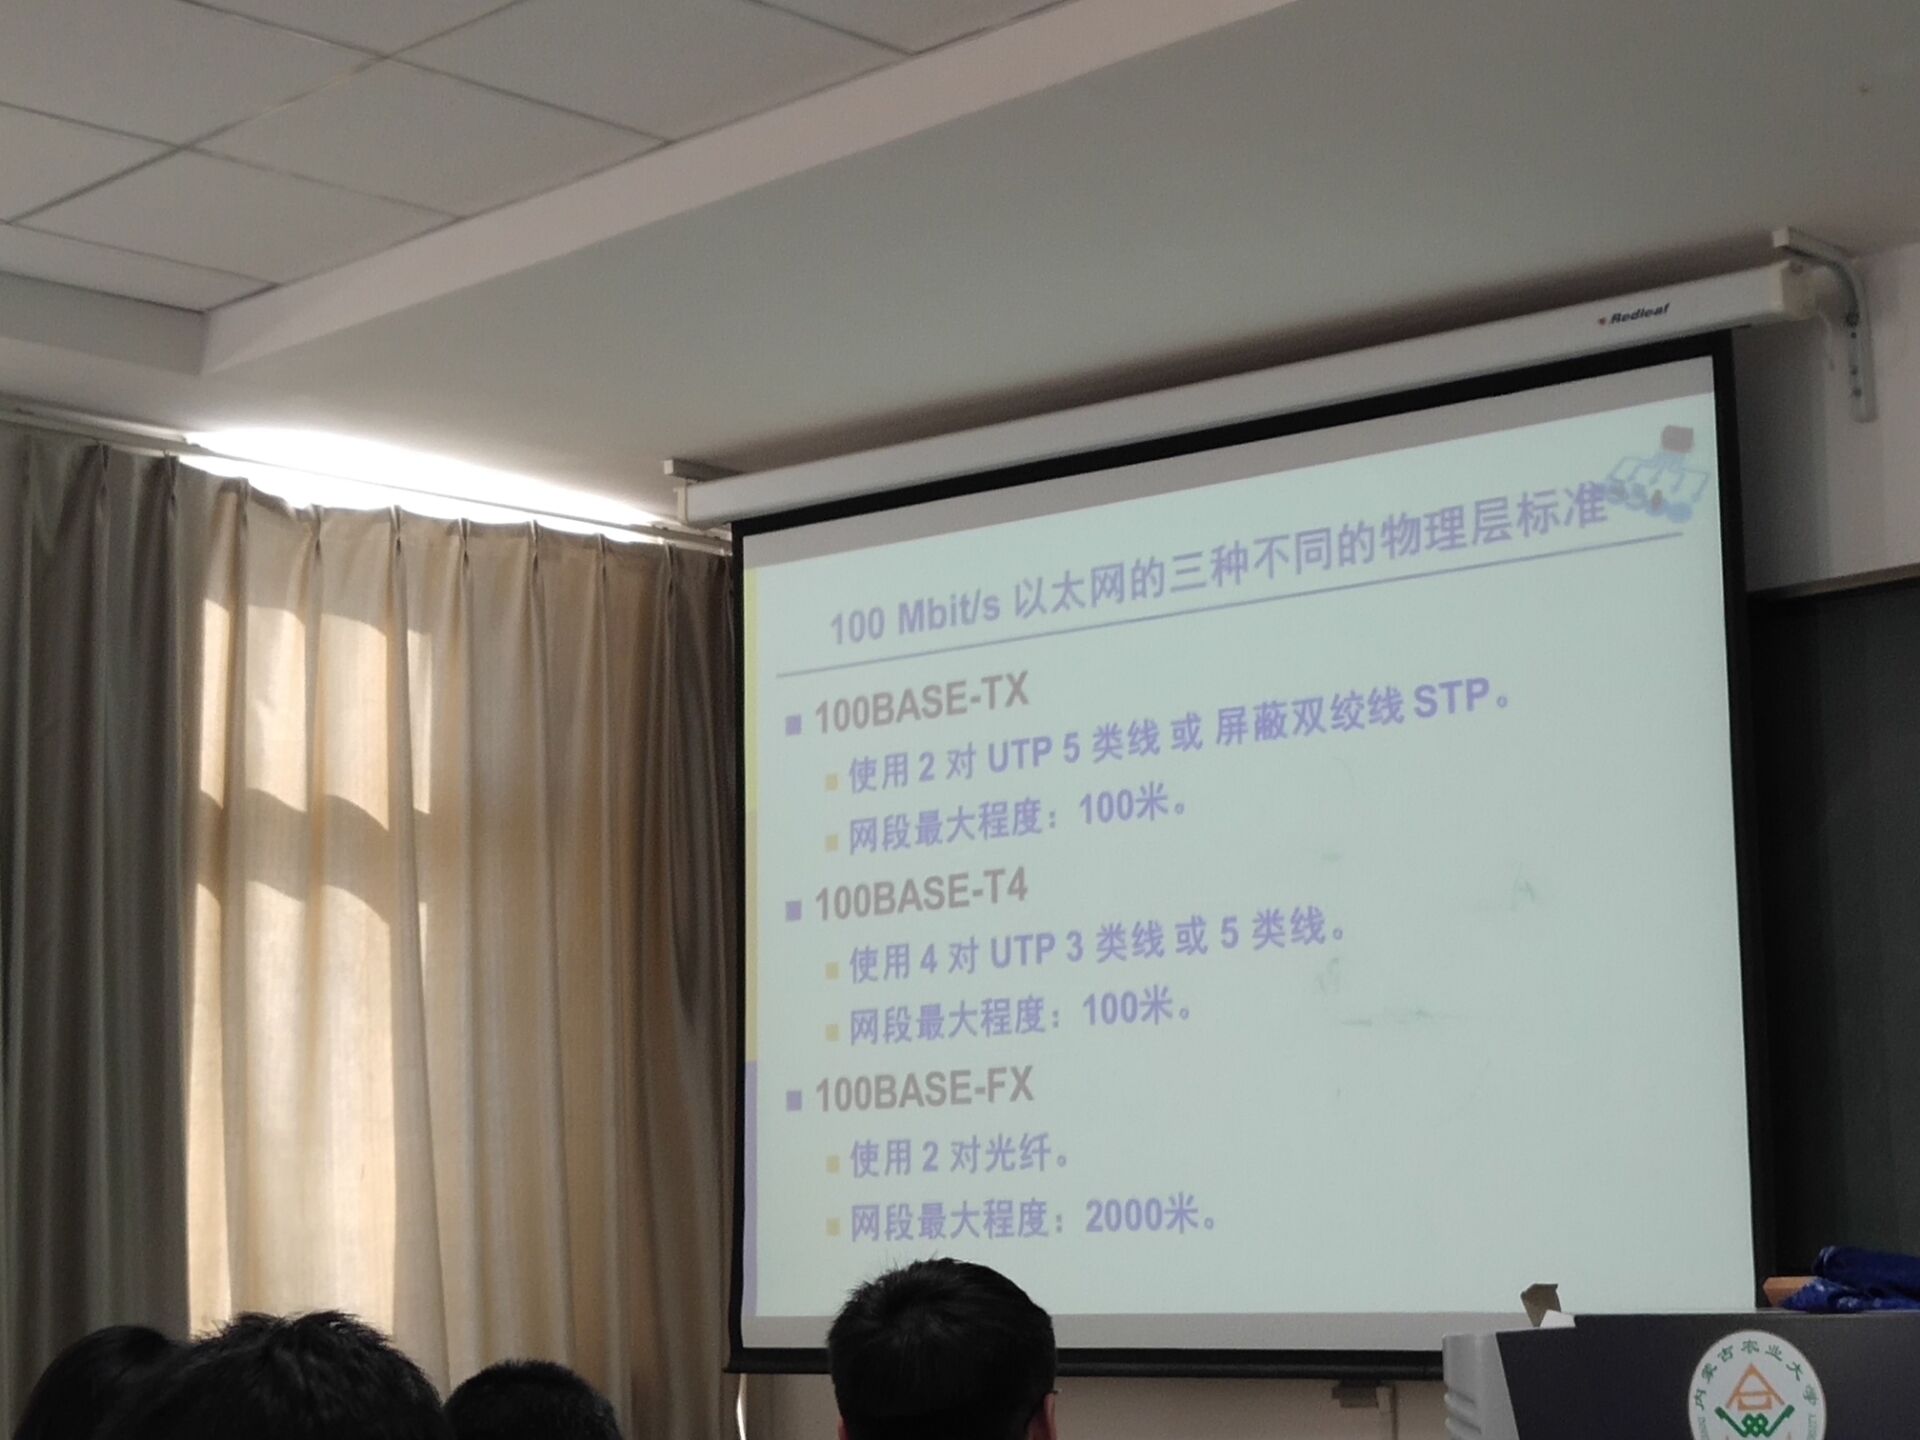 Redleaf
100 Mbit/s 以太网的三种不同的物理层标准
100BASE-TX
使用 2 对 UTP 5 类线 或 屏蔽双绞线 STP。
网段最大程度：100米。
100BASE-T4
使用 4 对 UTP 3 类线或 5 类线。
网段最大程度：100米。
100BASE-FX
使用 2 对光纤。
网段最大程度：2000米。
内蒙古农业大学